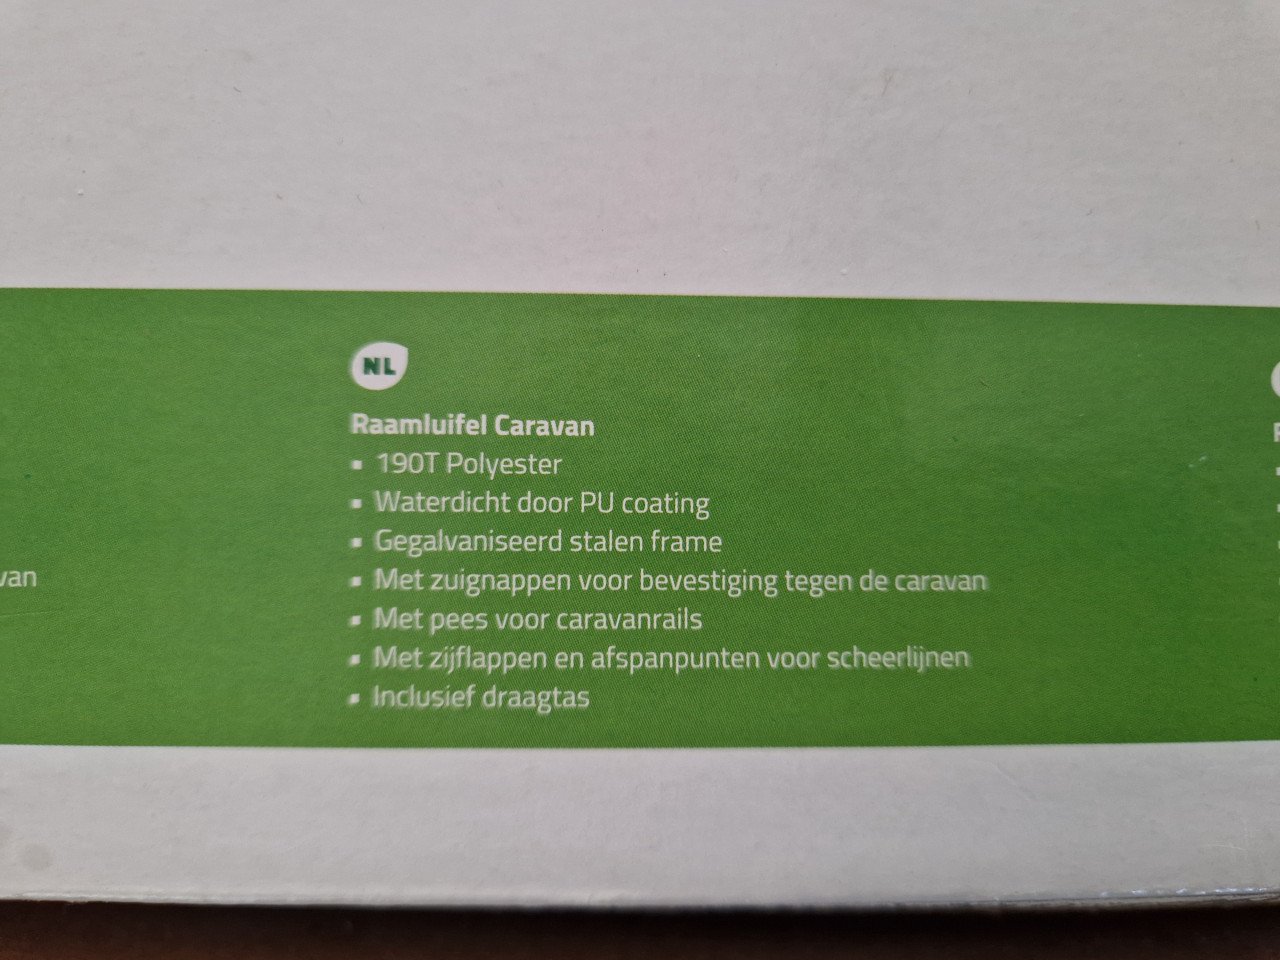 NL
Raamluifel Caravan
▪ 190T Polyester
▪ Waterdicht door PU coating
▪ Gegalvaniseerd stalen frame
▪ Met zuignappen voor bevestiging tegen de caravan
▪ Met pees voor caravanrails
▪ Met zijflappen en afspanpunten voor scheerlijnen
▪ Inclusief draagtas